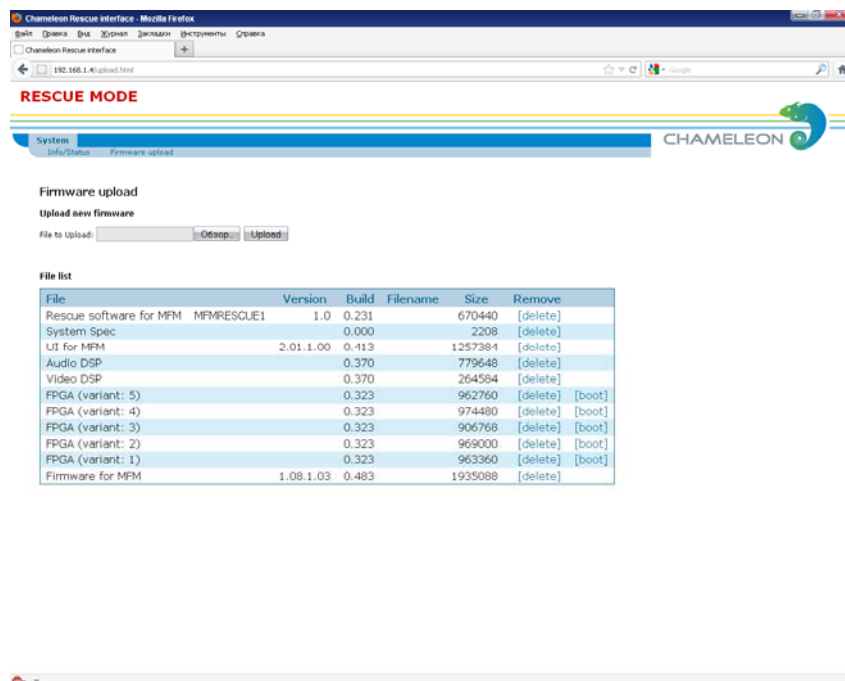 Chameleon Rescue interface - Mozilla Firefox
Файл Правка Вид Журнал Закладки Инструменты Справка
Chameleon Rescue interface +
192.168.1.4/upload.html Google
RESCUE MODE
CHAMELEON
System
Info/Status Firmware upload
Firmware upload
Upload new firmware
File to Upload: Обзор... Upload
File list
File Version Build Filename Size Remove
Rescue software for MFM MFMRESCUE1 1.0 0.231 670440 [delete]
System Spec 0.000 2208 [delete]
UI for MFM 2.01.1.00 0.413 1257384 [delete]
Audio DSP 0.370 779648 [delete]
Video DSP 0.370 264584 [delete]
FPGA (variant: 5) 0.323 962760 [delete] [boot]
FPGA (variant: 4) 0.323 974480 [delete] [boot]
FPGA (variant: 3) 0.323 906768 [delete] [boot]
FPGA (variant: 2) 0.323 969000 [delete] [boot]
FPGA (variant: 1) 0.323 963360 [delete] [boot]
Firmware for MFM 1.08.1.03 0.483 1935088 [delete]